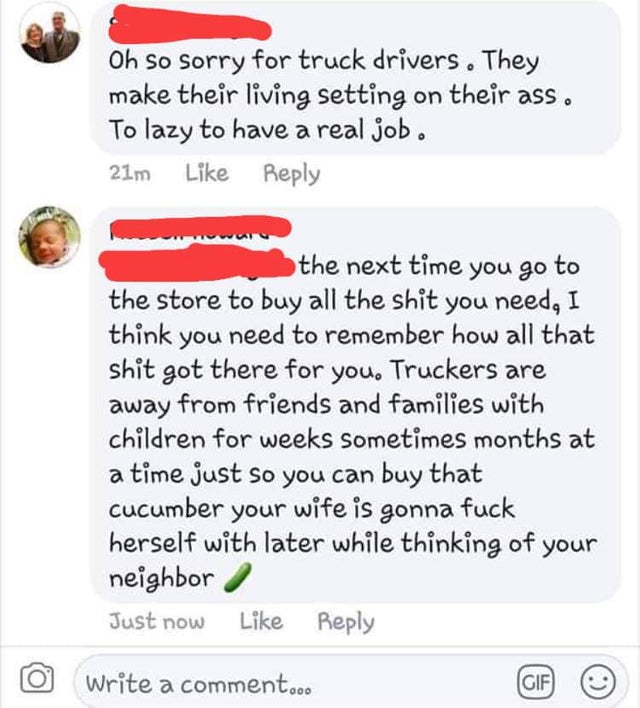 Oh so sorry for truck drivers . They
make their living setting on their ass .
To lazy to have a real job .
21m Like Reply
the next time you go to
the store to buy all the shit you need, I
think you need to remember how all that
shit got there for you. Truckers are
away from friends and families with
children for weeks sometimes months at
a time just so you can buy that
cucumber your wife is gonna fuck
herself with later while thinking of your
neighbor 🥒
Just now Like Reply
Write a comment...
GIF